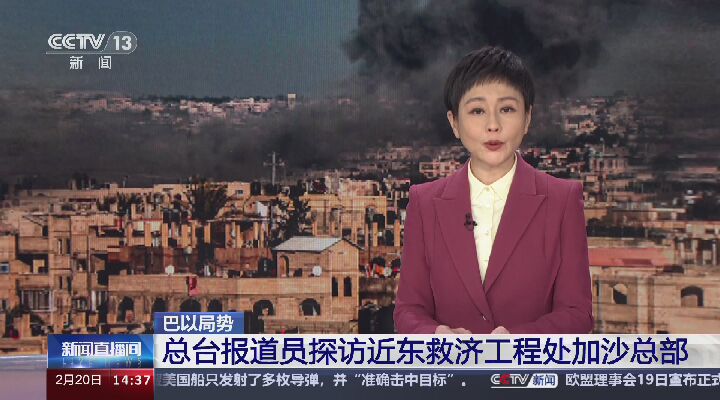 CCTV 13
新闻
巴以局势
新闻直播间
总台报道员探访近东救济工程处加沙总部
2月20日 14:37
美国船只发射了多枚导弹，并“准确击中目标”。 CCTV 新闻 欧盟理事会19日宣布正式